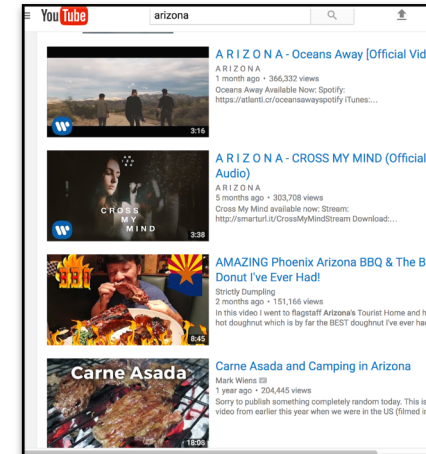 YouTube
arizona
A R I Z O N A - Oceans Away [Official Vid
A R I Z O N A
1 month ago • 366,332 views
Oceans Away Available Now: Spotify:
https://atlanti.cr/oceansawayspotify iTunes:...
3:16
A R I Z O N A - CROSS MY MIND (Official
Audio)
A R I Z O N A
5 months ago • 303,708 views
Cross My Mind available now: Stream:
http://smarturl.it/CrossMyMindStream Download:...
CROSS
MY
MIND
3:38
AMAZING Phoenix Arizona BBQ & The B
Donut I've Ever Had!
Strictly Dumpling
2 months ago • 151,166 views
In this video I went to flagstaff Arizona's Tourist Home and h
hot doughnut which is by far the BEST doughnut I've ever had
BBQ
8:45
Carne Asada and Camping in Arizona
Mark Wiens
1 year ago • 204,445 views
Sorry to publish something completely random today. This is
video from earlier this year when we were in the US (filmed in
Carne Asada
18:08